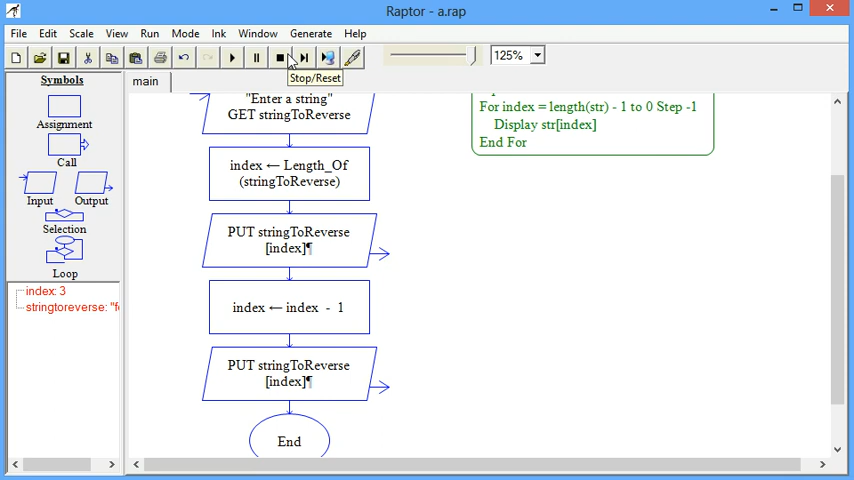 Raptor - a.rap
File Edit Scale View Run Mode Ink Window Generate Help
125%
Stop/Reset
Symbols
main
Assignment
Call
Input Output
Selection
Loop
index: 3
stringtoreverse: "f
"Enter a string"
GET stringToReverse
index ← Length_Of
(stringToReverse)
PUT stringToReverse
[index]¶
index ← index - 1
PUT stringToReverse
[index]¶
End
For index = length(str) - 1 to 0 Step -1
Display str[index]
End For